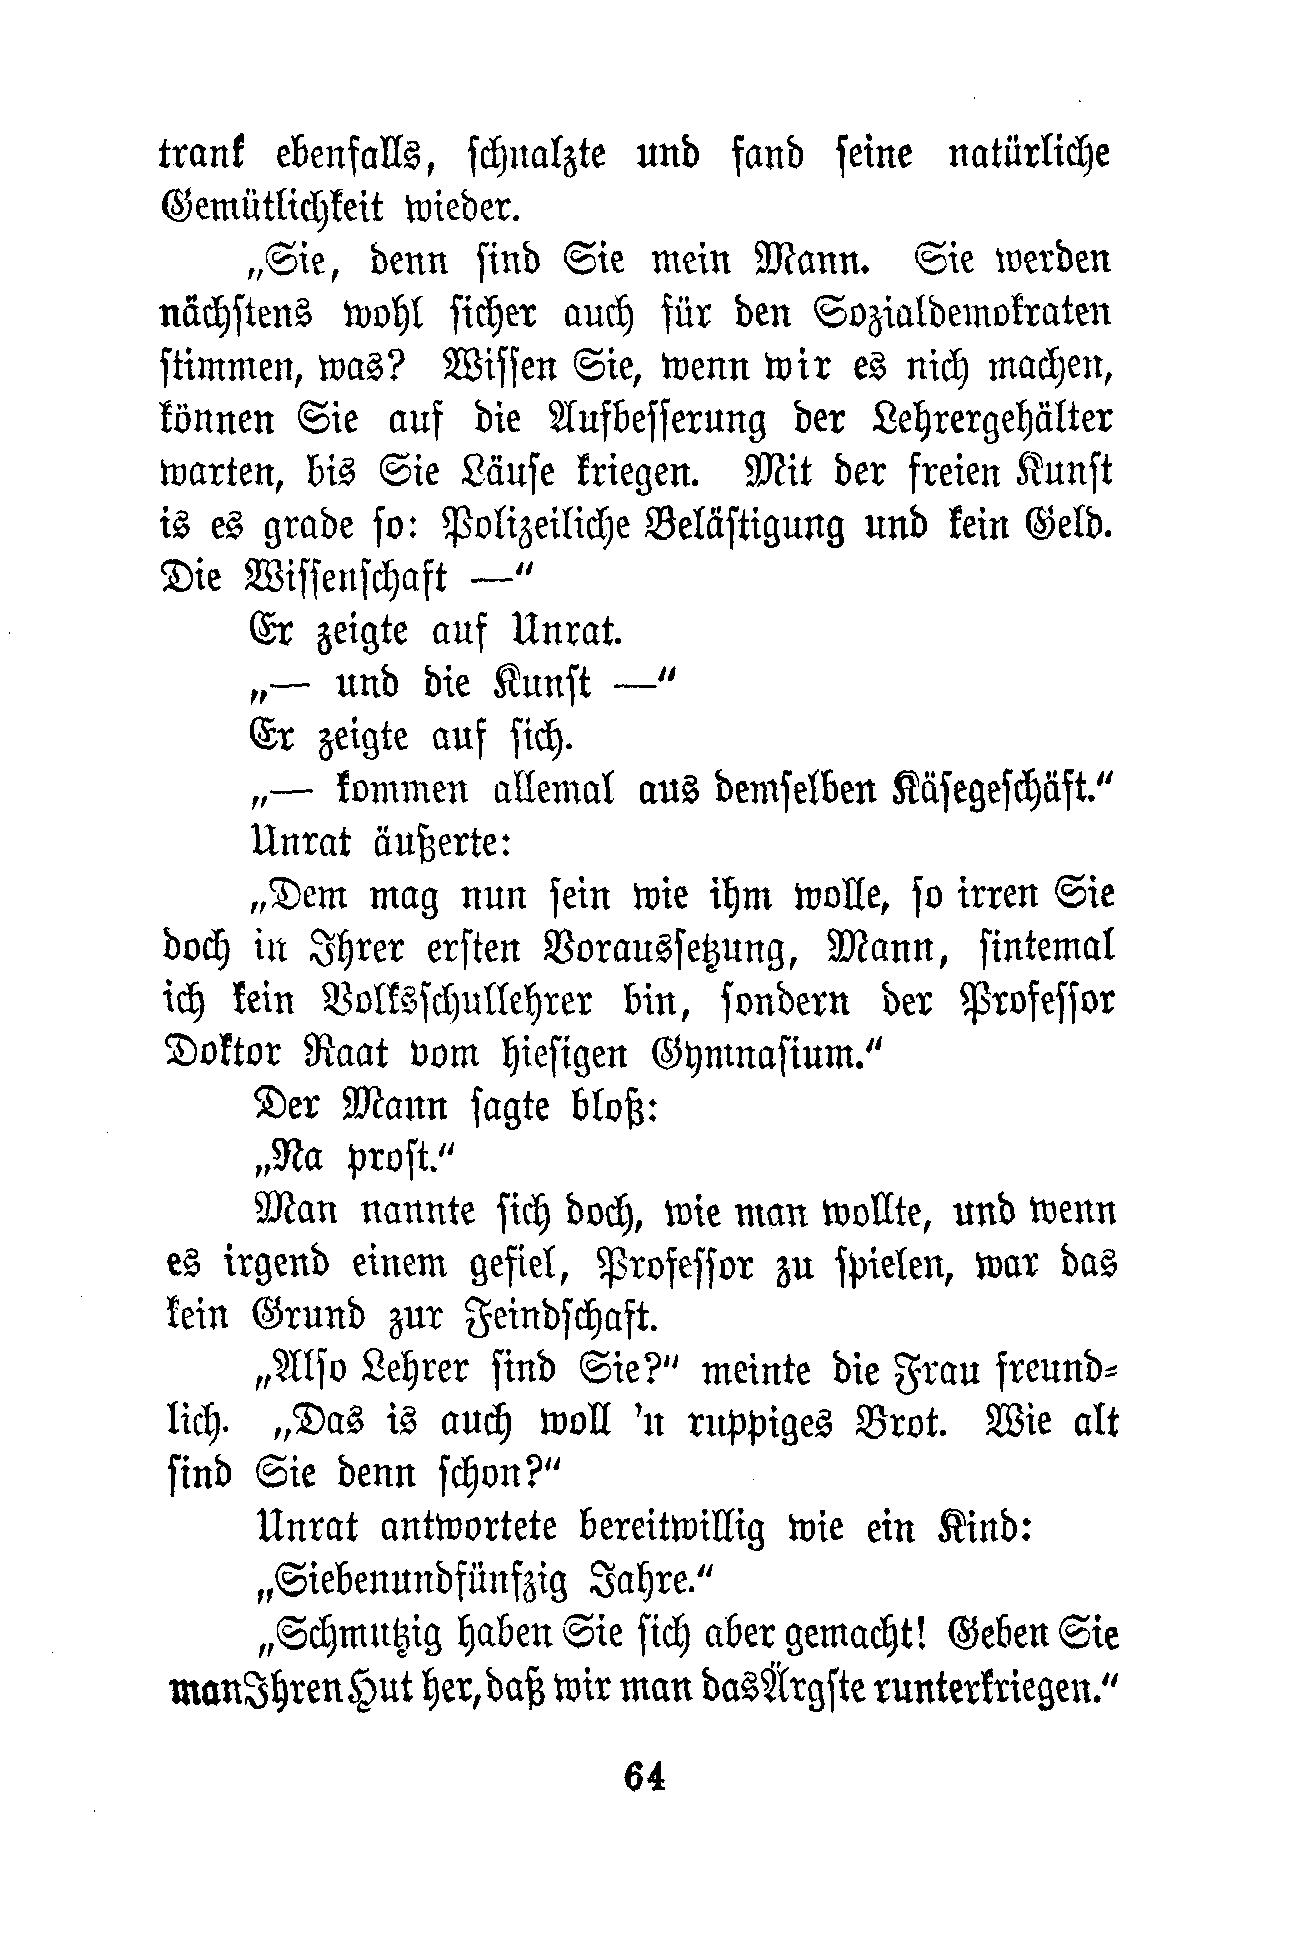 trank ebenfalls, schnalzte und fand seine natürliche
Gemütlichkeit wieder.
„Sie, denn sind Sie mein Mann. Sie werden
nächstens wohl sicher auch für den Sozialdemokraten
stimmen, was? Wissen Sie, wenn wir es nich machen,
können Sie auf die Aufbesserung der Lehrergehälter
warten, bis Sie Läuse kriegen. Mit der freien Kunst
is es grade so: Polizeiliche Belästigung und kein Geld.
Die Wissenschaft —“
Er zeigte auf Unrat.
„— und die Kunst —“
Er zeigte auf sich.
„— kommen allemal aus demselben Käsegeschäft.“
Unrat äußerte:
„Dem mag nun sein wie ihm wolle, so irren Sie
doch in Ihrer ersten Voraussetzung, Mann, sintemal
ich kein Volksschullehrer bin, sondern der Professor
Doktor Raat vom hiesigen Gymnasium.“
Der Mann sagte bloß:
„Na prost.“
Man nannte sich doch, wie man wollte, und wenn
es irgend einem gefiel, Professor zu spielen, war das
kein Grund zur Feindschaft.
„Also Lehrer sind Sie?“ meinte die Frau freund-
lich. „Das is auch woll 'n ruppiges Brot. Wie alt
sind Sie denn schon?“
Unrat antwortete bereitwillig wie ein Kind:
„Siebenundfünfzig Jahre.“
„Schmutzig haben Sie sich aber gemacht! Geben Sie
man Ihren Hut her, daß wir man das Ärgste runterkriegen.“
64